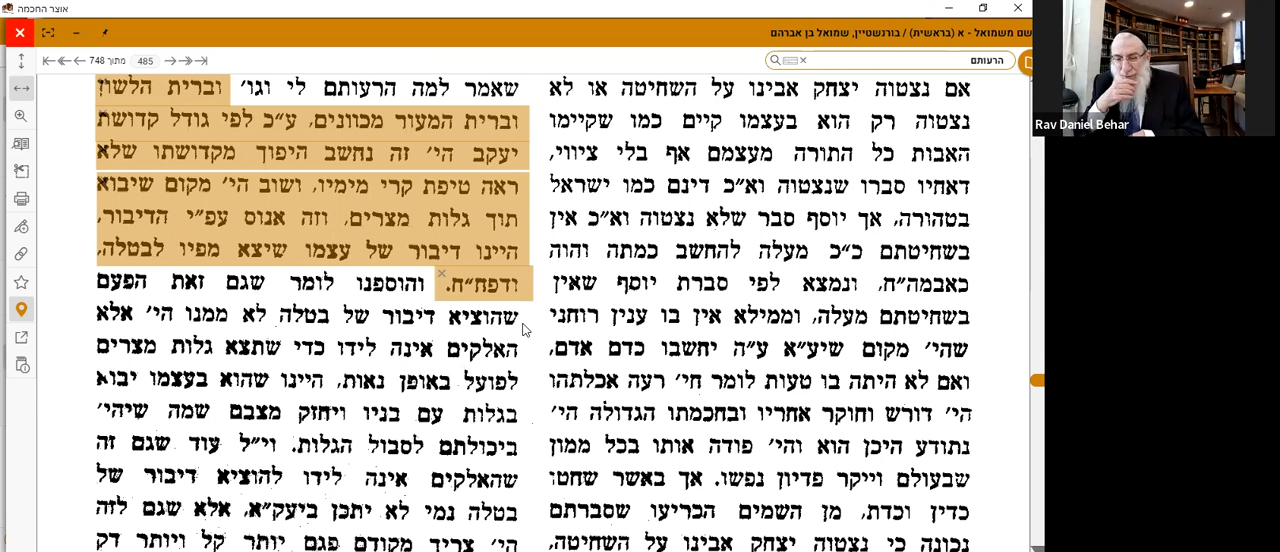 אוצר החכמה
שם משמואל - א (בראשית) / בורנשטיין, שמואל בן אברהם
הרעותם
485 מתוך 748
אם נצטוה יצחק אבינו על השחיטה או לא
נצטוה רק הוא בעצמו קיים כמו שקיימו
האבות כל התורה מעצמם אף בלי ציווי,
דאחיו סברו שנצטוה וא״כ דינם כמו ישראל
בטהורה, אך יוסף סבר שלא נצטוה וא״כ אין
בשחיטתם כ״כ מעלה להחשב כמתה והוה
כאבמה״ח, ונמצא לפי סברת יוסף שאין
בשחיטתם מעלה, וממילא אין בו ענין רוחני
שהי׳ מקום שיע״א ע״ה יחשבו כדם אדם,
ואם לא היתה בו טעות לומר חי׳ רעה אכלתהו
הי׳ דורש וחוקר אחריו ובחכמתו הגדולה הי׳
נתודע היכן הוא והי׳ פודה אותו בכל ממון
שבעולם וייקר פדיון נפשו. אך באשר שחטו
כדין וכדת, מן השמים הכריעו שסברתם
נכונה כי נצטוה יצחק אבינו על השחיטה,
שאמר למה הרעותם לי וגו׳ וברית הלשון
וברית המעור מכוונים, ע״כ לפי גודל קדושת
יעקב הי׳ זה נחשב היפוך מקדושתו שלא
ראה טיפת קרי מימיו, ושוב הי׳ מקום שיבוא
תוך גלות מצרים, וזה אנוס עפ״י הדיבור,
היינו דיבור של עצמו שיצא מפיו לבטלה,
ודפח״ח. והוספנו לומר שגם זאת הפעם
שהוציא דיבור של בטלה לא ממנו הי׳ אלא
האלקים אינה לידו כדי שתצא גלות מצרים
לפועל באופן נאות, היינו שהוא בעצמו יבוא
בגלות עם בניו ויחזק מצבם שמה שיהי׳
ביכולתם לסבול הגלות. וי״ל עוד שגם זה
שהאלקים אינה לידו להוציא דיבור של
בטלה נמי לא יתכן ביעק״א, אלא שגם לזה
הי׳ צריך מקודם פגם יותר קל ויותר דק
Rav Daniel Behar